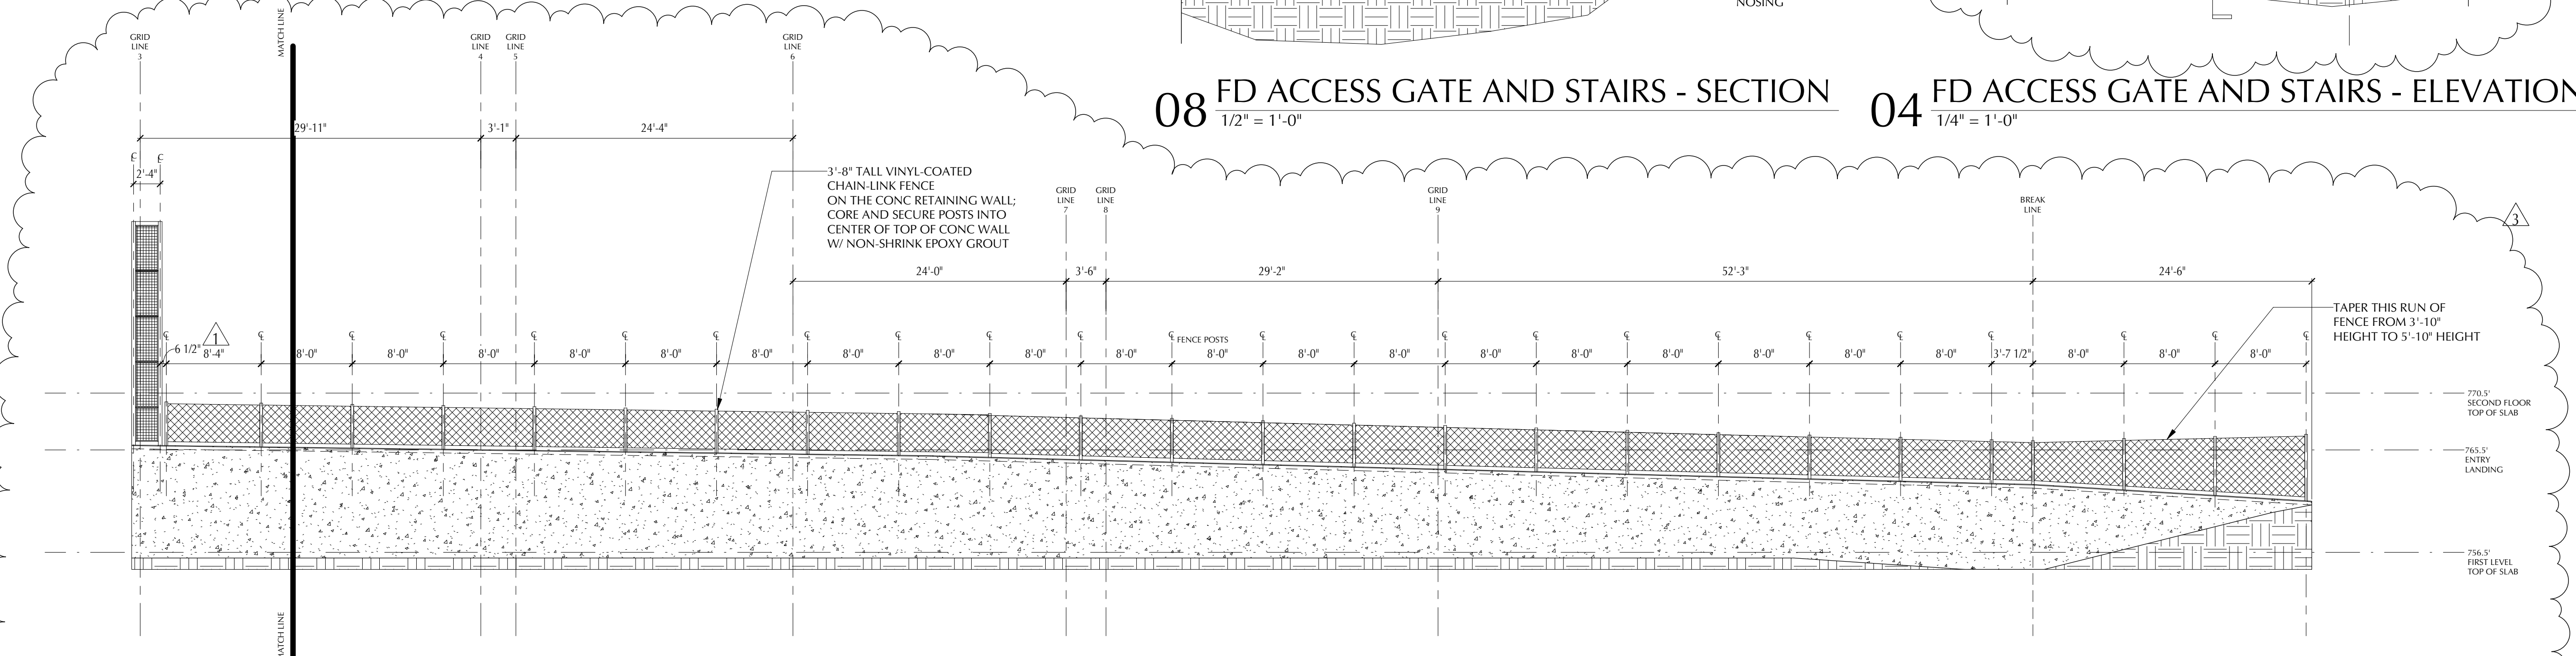 NOSING
08 FD ACCESS GATE AND STAIRS - SECTION
1/2" = 1'-0"
04 FD ACCESS GATE AND STAIRS - ELEVATION
1/4" = 1'-0"
GRID
LINE
3
MATCH LINE
GRID
LINE
4
GRID
LINE
5
GRID
LINE
6
29'-11"
3'-1"
24'-4"
℄ ℄
2'-4"
3'-8" TALL VINYL-COATED
CHAIN-LINK FENCE
ON THE CONC RETAINING WALL;
CORE AND SECURE POSTS INTO
CENTER OF TOP OF CONC WALL
W/ NON-SHRINK EPOXY GROUT
GRID
LINE
7
GRID
LINE
8
GRID
LINE
9
BREAK
LINE
3
24'-0"
3'-6"
29'-2"
52'-3"
24'-6"
TAPER THIS RUN OF
FENCE FROM 3'-10"
HEIGHT TO 5'-10" HEIGHT
1
℄ ℄ ℄ ℄ ℄ ℄ ℄ ℄ ℄ ℄ ℄ ℄ FENCE POSTS ℄ ℄ ℄ ℄ ℄ ℄ ℄ ℄ ℄ ℄ ℄ ℄ ℄
6 1/2" 8'-4" 8'-0" 8'-0" 8'-0" 8'-0" 8'-0" 8'-0" 8'-0" 8'-0" 8'-0" 8'-0" 8'-0" 8'-0" 8'-0" 8'-0" 8'-0" 8'-0" 8'-0" 8'-0" 8'-0" 3'-7 1/2" 8'-0" 8'-0" 8'-0"
770.5'
SECOND FLOOR
TOP OF SLAB
765.5'
ENTRY
LANDING
756.5'
FIRST LEVEL
TOP OF SLAB
MATCH LINE